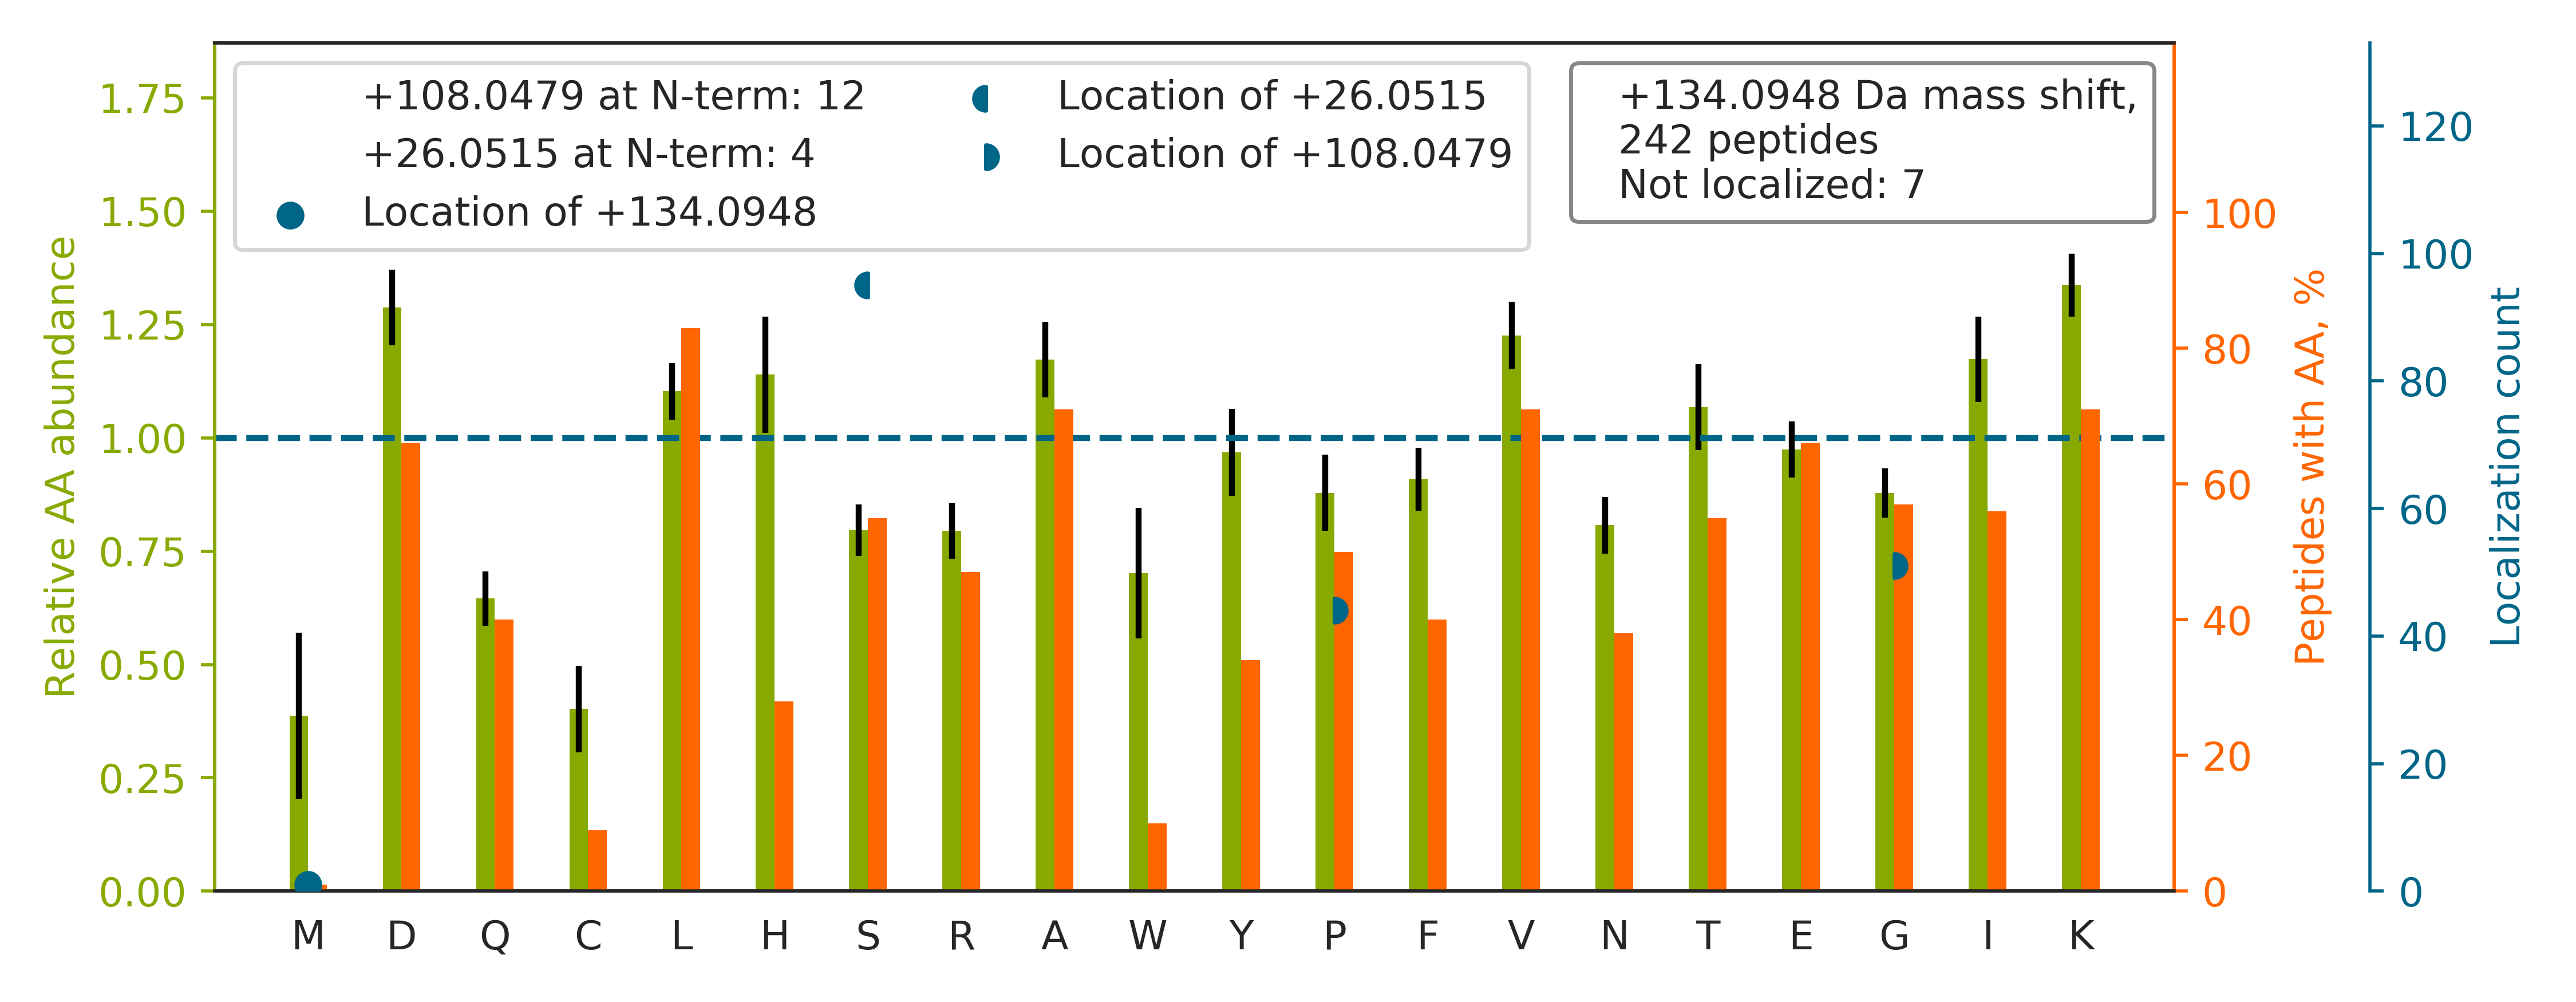 +108.0479 at N-term: 12
+26.0515 at N-term: 4
Location of +134.0948
Location of +26.0515
Location of +108.0479
+134.0948 Da mass shift,
242 peptides
Not localized: 7
Relative AA abundance
1.75
1.50
1.25
1.00
0.75
0.50
0.25
0.00
M D Q C L H S R A W Y P F V N T E G I K
100
80
60
40
20
0
Peptides with AA, %
120
100
80
60
40
20
0
Localization count